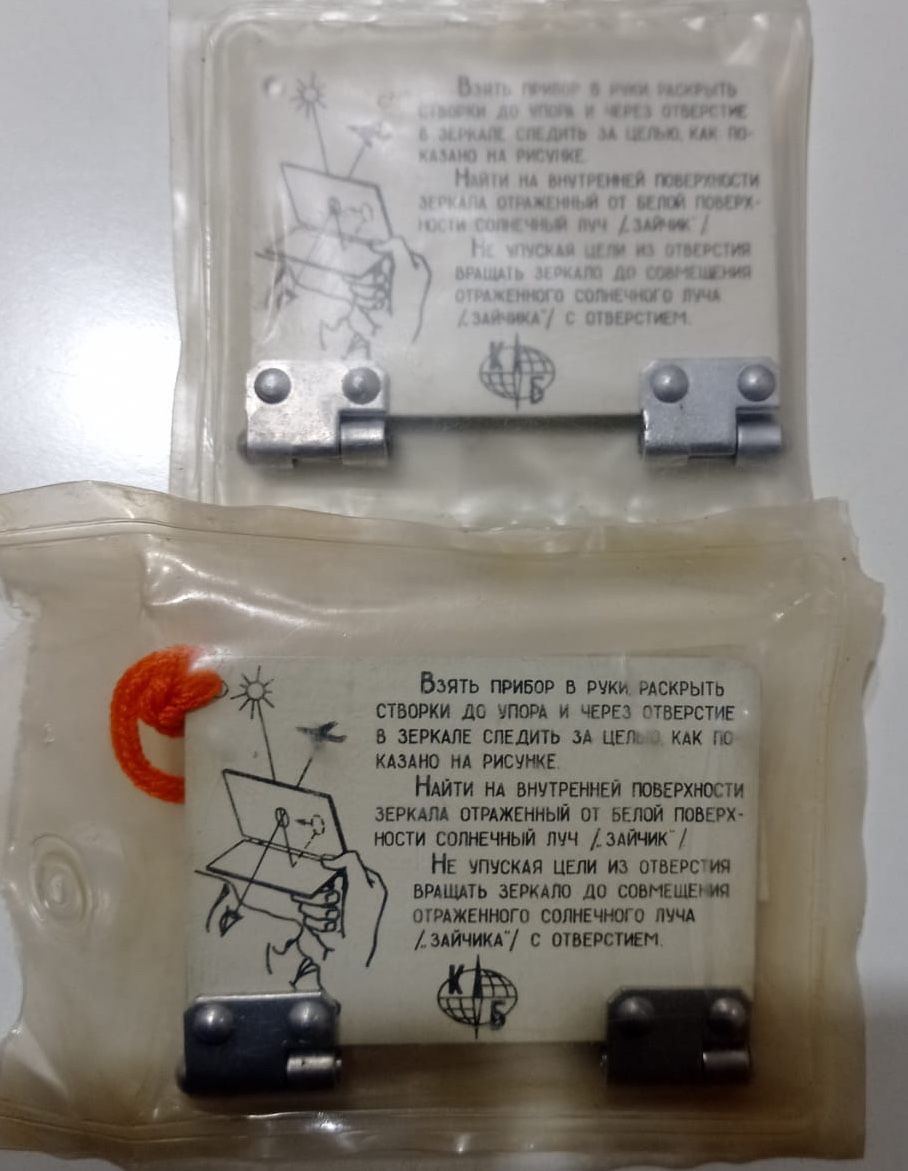 Взять прибор в руки, раскрыть
створки до упора и через отверстие
в зеркале следить за целью, как по-
казано на рисунке.
Найти на внутренней поверхности
зеркала отраженный от белой поверх-
ности солнечный луч /„зайчик"/
Не упуская цели из отверстия
вращать зеркало до совмещения
отраженного солнечного луча
/„зайчика"/ с отверстием.
К Б
Взять прибор в руки, раскрыть
створки до упора и через отверстие
в зеркале следить за целью, как по
казано на рисунке.
Найти на внутренней поверхности
зеркала отраженный от белой поверх-
ности солнечный луч /„зайчик"/
Не упуская цели из отверстия
вращать зеркало до совмещения
отраженного солнечного луча
/„зайчика"/ с отверстием.
К Б